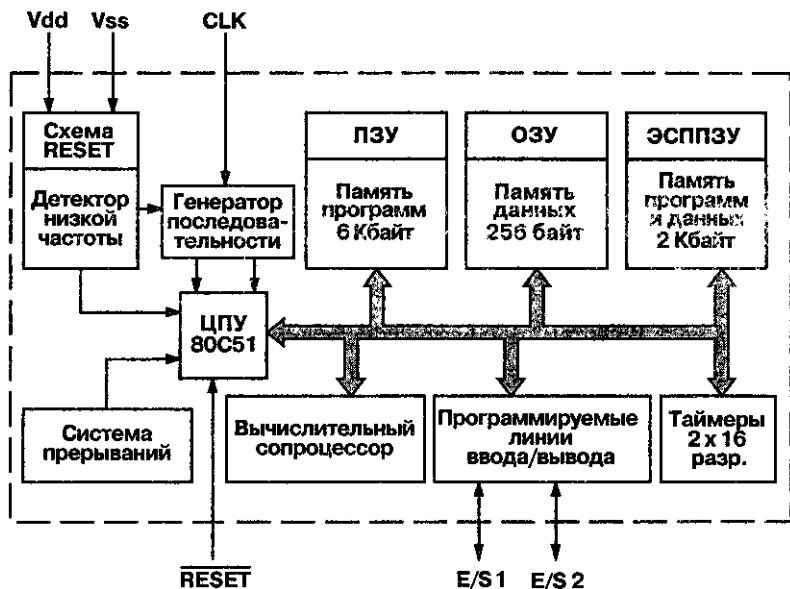 Vdd
Vss
CLK
Схема
RESET
Детектор
низкой
частоты
Генератор
последова-
тельности
ПЗУ
Память
программ
6 Кбайт
ОЗУ
Память
данных
256 байт
ЭСППЗУ
Память
программ
и данных
2 Кбайт
ЦПУ
80C51
Система
прерываний
Вычислительный
сопроцессор
Программируемые
линии
ввода/вывода
Таймеры
2 x 16
разр.
RESET
E/S 1
E/S 2